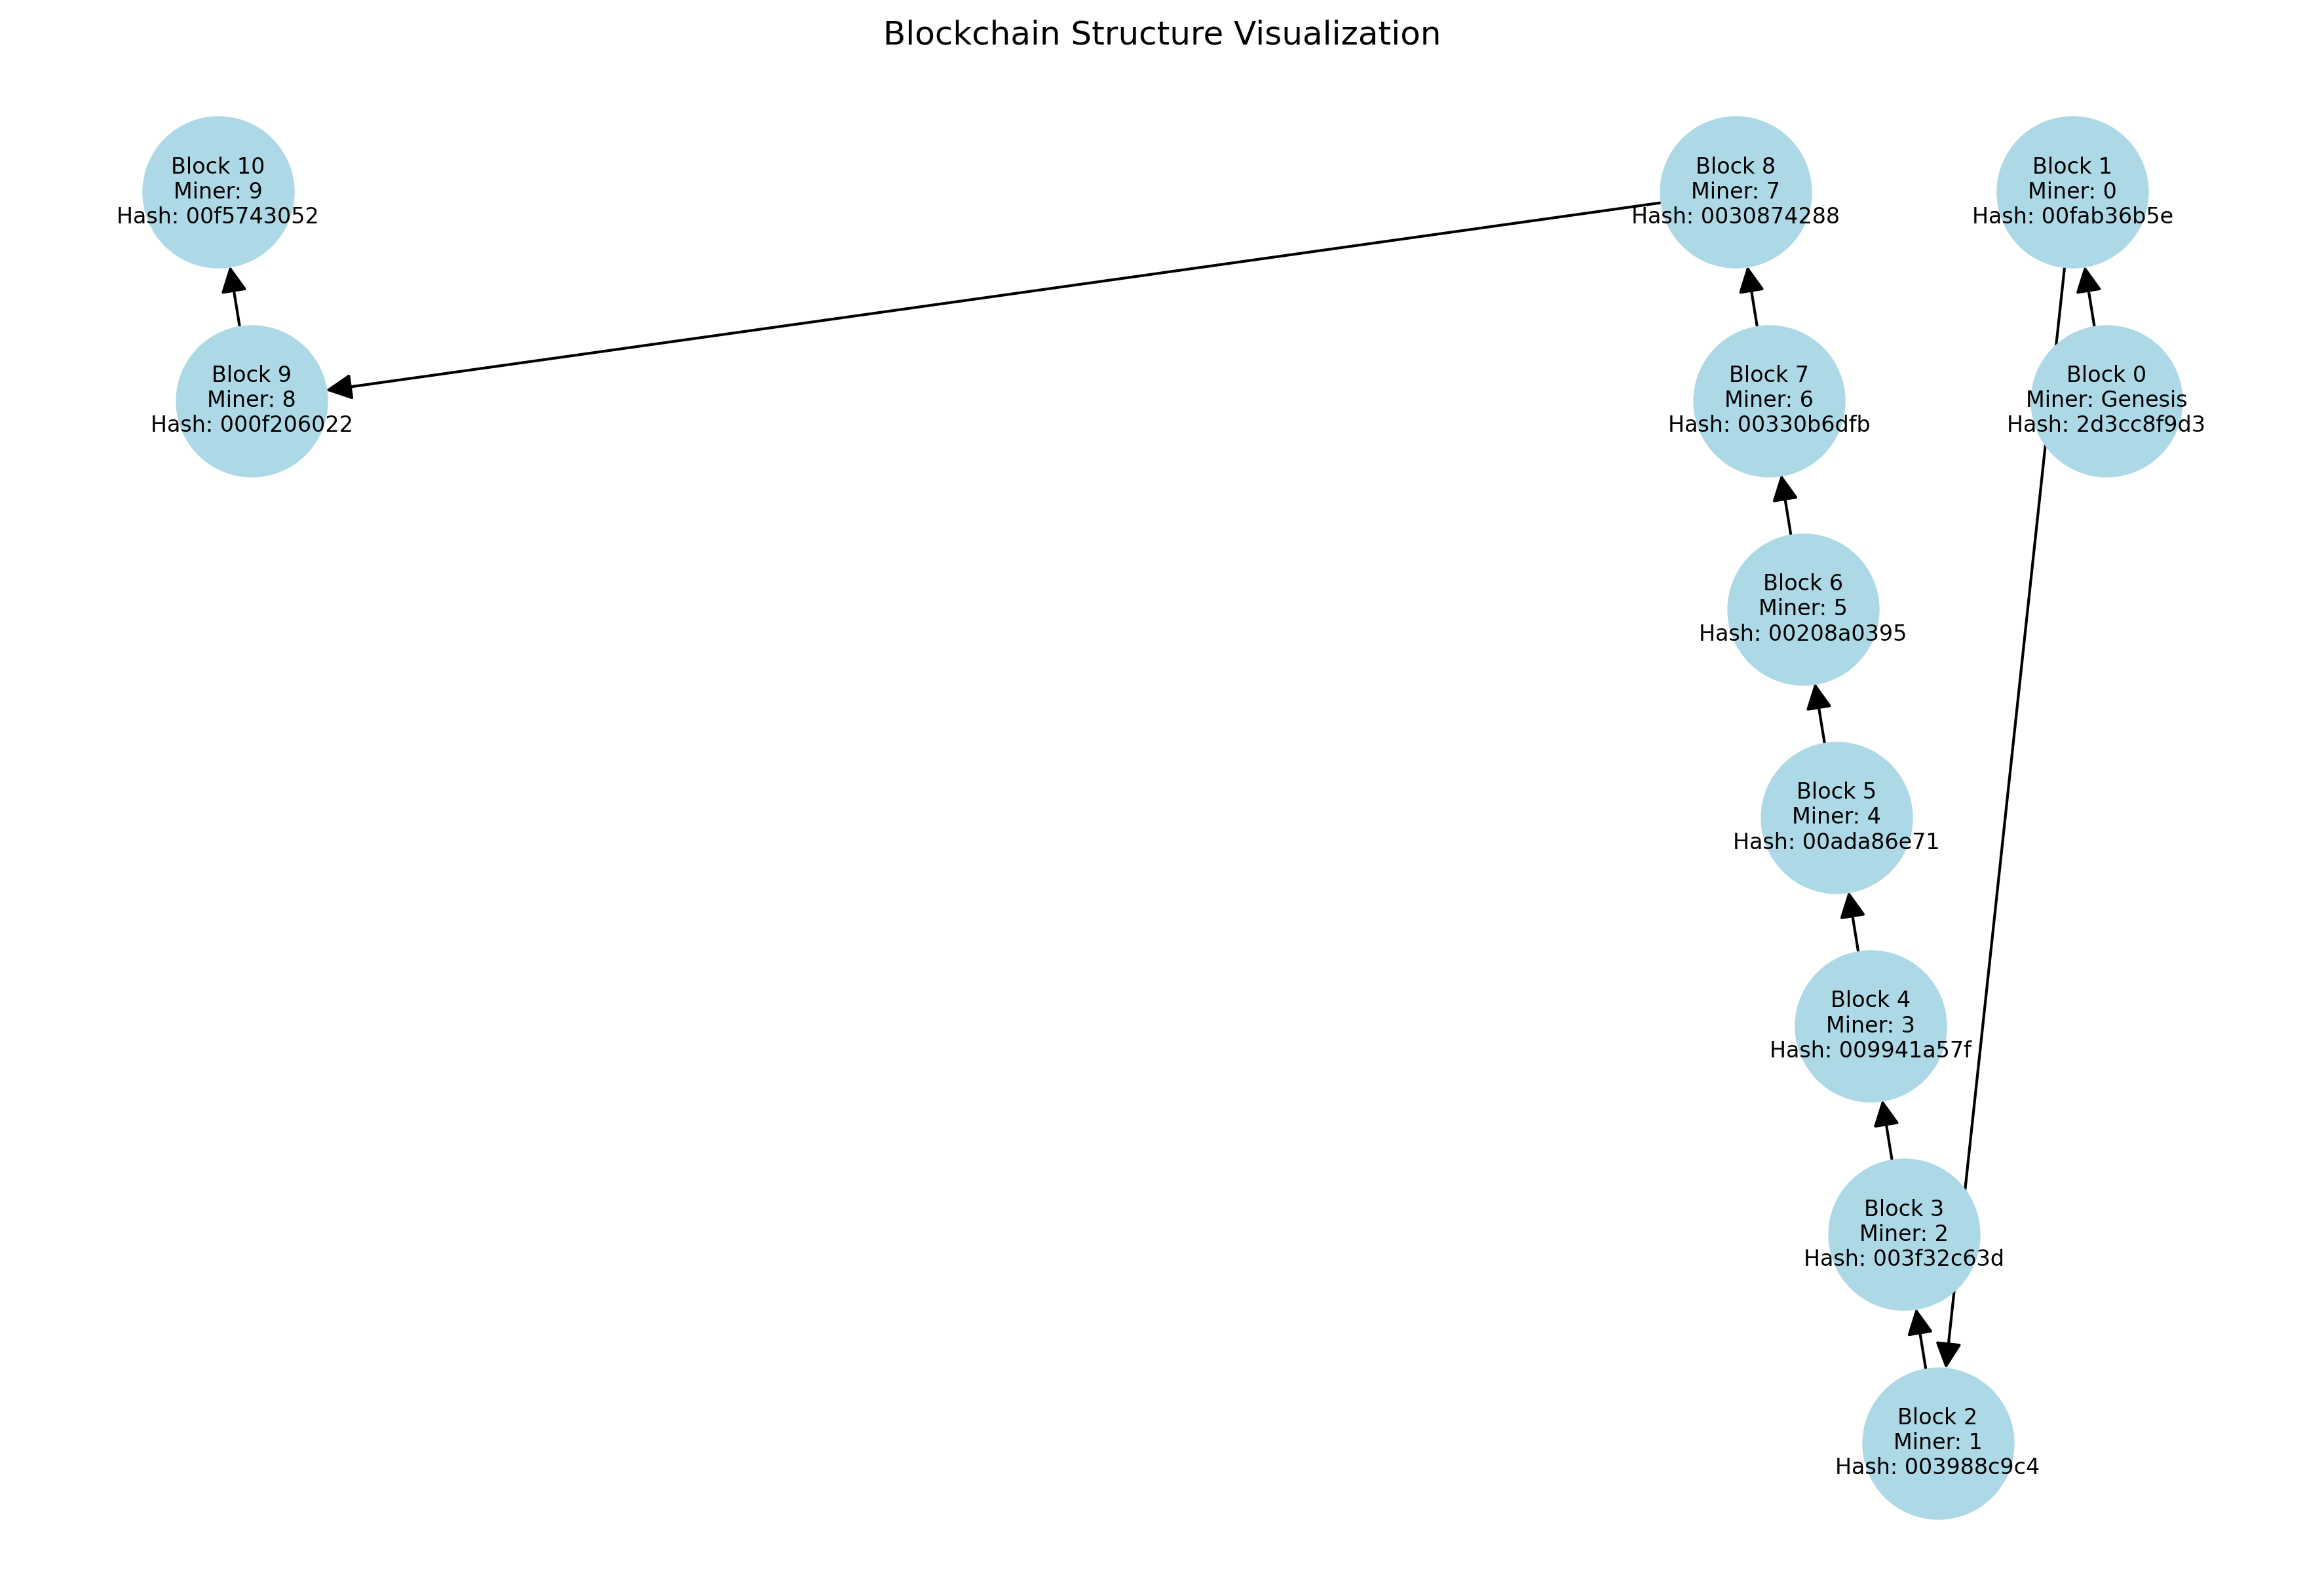 Blockchain Structure Visualization
Block 10
Miner: 9
Hash: 00f5743052
Block 8
Miner: 7
Hash: 0030874288
Block 1
Miner: 0
Hash: 00fab36b5e
Block 9
Miner: 8
Hash: 000f206022
Block 7
Miner: 6
Hash: 00330b6dfb
Block 0
Miner: Genesis
Hash: 2d3cc8f9d3
Block 6
Miner: 5
Hash: 00208a0395
Block 5
Miner: 4
Hash: 00ada86e71
Block 4
Miner: 3
Hash: 009941a57f
Block 3
Miner: 2
Hash: 003f32c63d
Block 2
Miner: 1
Hash: 003988c9c4